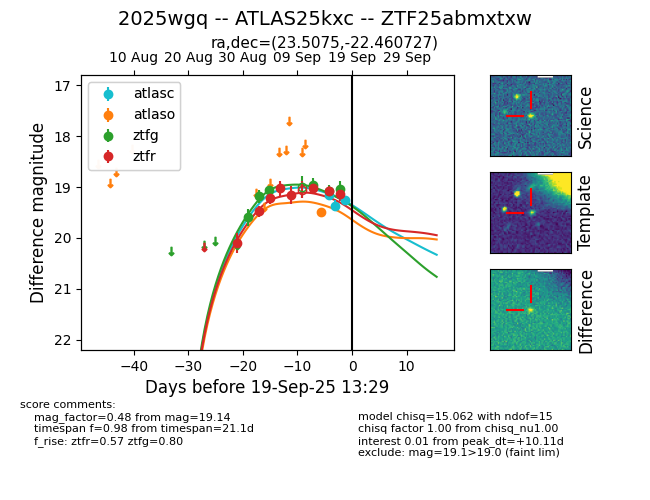 2025wgq -- ATLAS25kxc -- ZTF25abmxtxw
ra,dec=(23.5075,-22.460727)
10 Aug 20 Aug 30 Aug 09 Sep 19 Sep 29 Sep
17
18
19
20
21
22
Difference magnitude
atlasc
atlaso
ztfg
ztfr
−40 −30 −20 −10 0 10
Days before 19-Sep-25 13:29
Science
Template
Difference
score comments:
mag_factor=0.48 from mag=19.14
timespan f=0.98 from timespan=21.1d
f_rise: ztfr=0.57 ztfg=0.80
model chisq=15.062 with ndof=15
chisq factor 1.00 from chisq_nu1.00
interest 0.01 from peak_dt=+10.11d
exclude: mag=19.1>19.0 (faint lim)